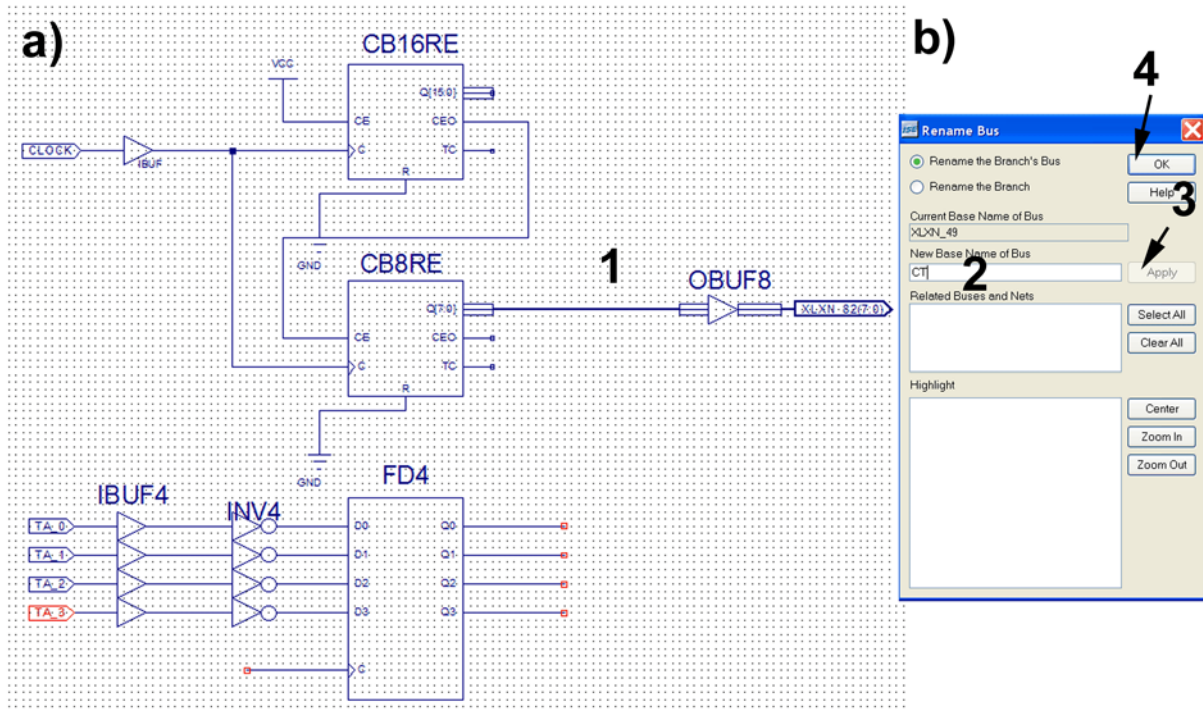 a)
CB16RE
VCC
Q[15:0]
CE
CEO
CLOCK
IBUF
C
TC
R
GND
CB8RE
1
OBUF8
Q[7:0]
XLXN_82(7:0)
CE
CEO
C
TC
R
GND
FD4
IBUF4
INV4
TA_0
D0
Q0
TA_1
D1
Q1
TA_2
D2
Q2
TA_3
D3
Q3
C
b)
4
ISE Rename Bus
Rename the Branch's Bus
OK
Rename the Branch
Help
3
Current Base Name of Bus
XLXN_49
New Base Name of Bus
CT
2
Apply
Related Buses and Nets
Select All
Clear All
Highlight
Center
Zoom In
Zoom Out